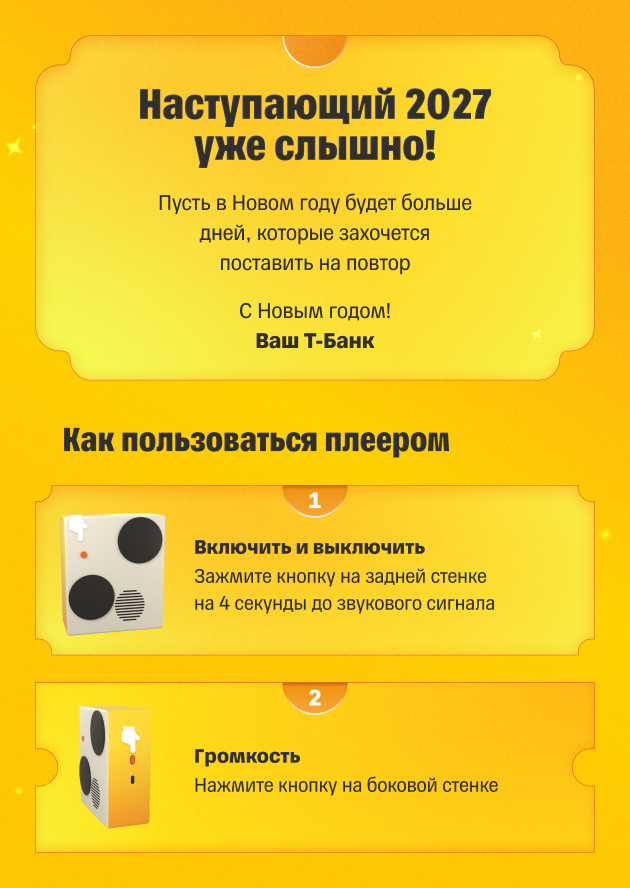 Наступающий 2027
уже слышно!
Пусть в Новом году будет больше
дней, которые захочется
поставить на повтор
С Новым годом!
Ваш Т-Банк
Как пользоваться плеером
1
Включить и выключить
Зажмите кнопку на задней стенке
на 4 секунды до звукового сигнала
2
Громкость
Нажмите кнопку на боковой стенке